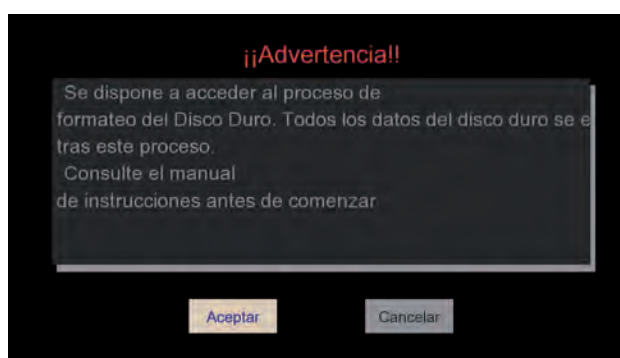 ¡¡Advertencia!!
Se dispone a acceder al proceso de
formateo del Disco Duro. Todos los datos del disco duro se e
tras este proceso.
Consulte el manual
de instrucciones antes de comenzar
Aceptar
Cancelar